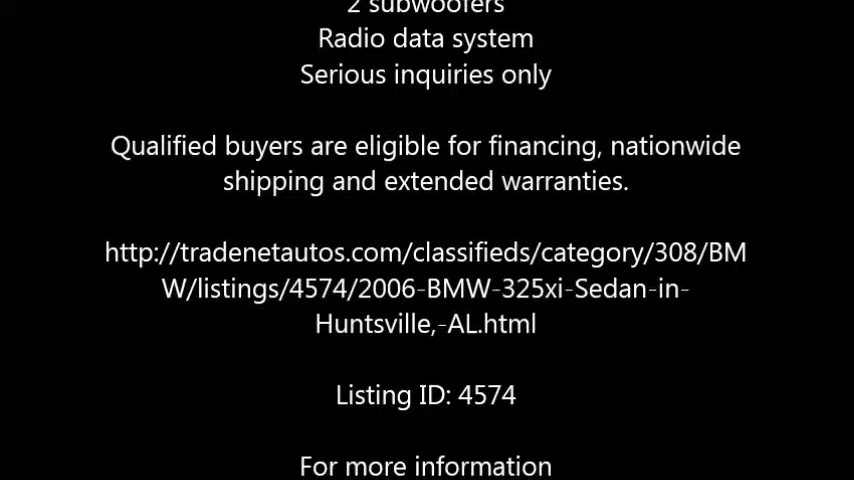 2 subwoofers
Radio data system
Serious inquiries only
Qualified buyers are eligible for financing, nationwide
shipping and extended warranties.
http://tradenetautos.com/classifieds/category/308/BM
W/listings/4574/2006-BMW-325xi-Sedan-in-
Huntsville,-AL.html
Listing ID: 4574
For more information